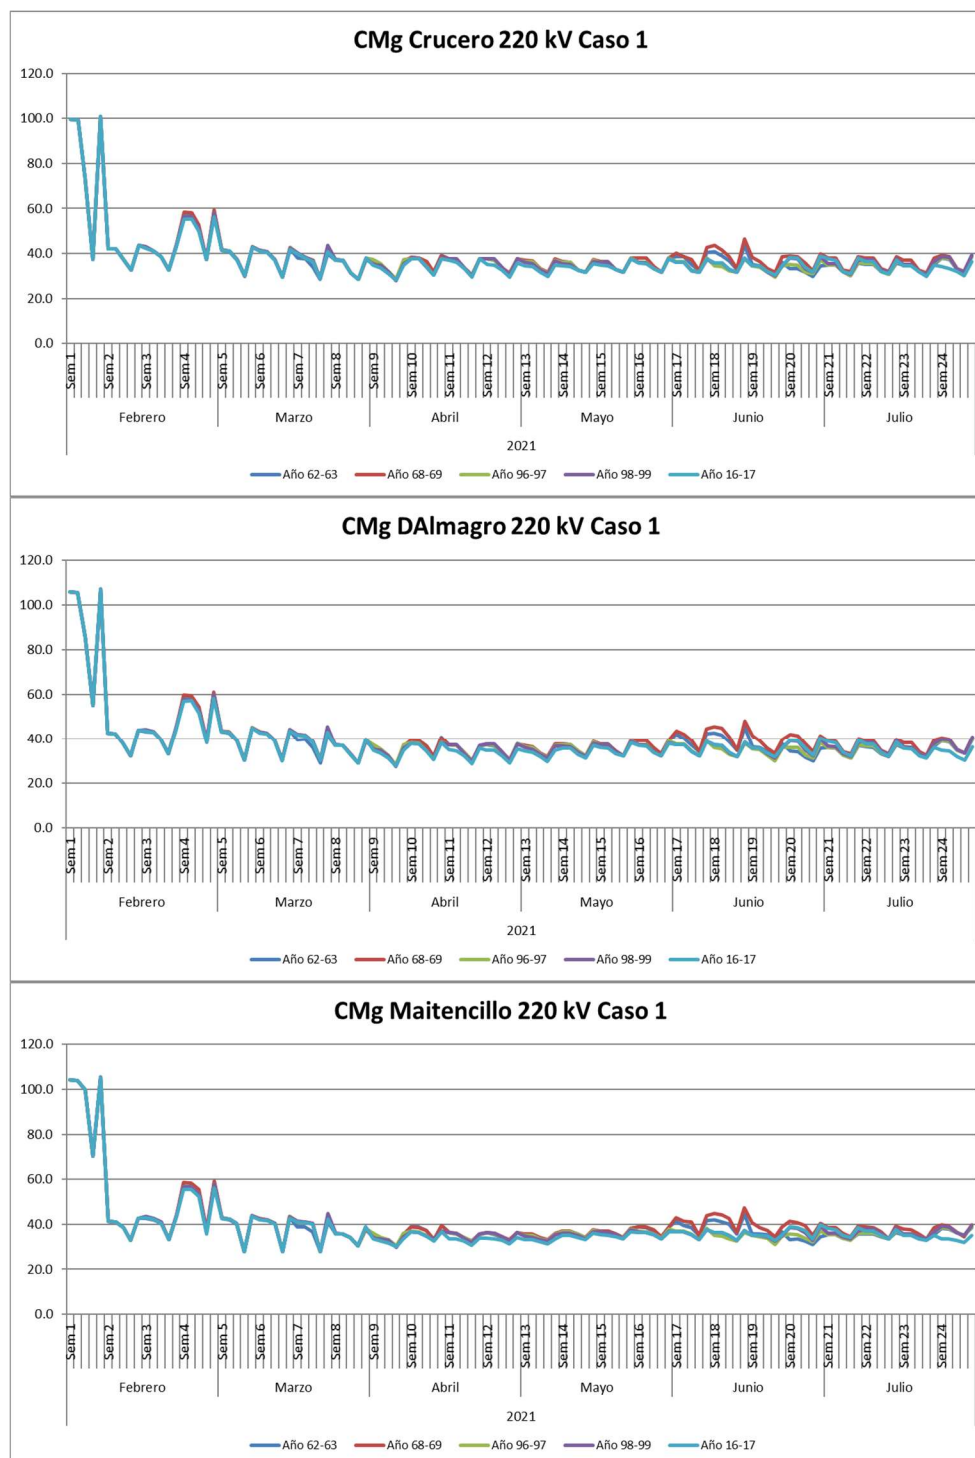 CMg Crucero 220 kV Caso 1
120.0
100.0
80.0
60.0
40.0
20.0
0.0
Sem 1 Sem 2 Sem 3 Sem 4 Sem 5 Sem 6 Sem 7 Sem 8 Sem 9 Sem 10 Sem 11 Sem 12 Sem 13 Sem 14 Sem 15 Sem 16 Sem 17 Sem 18 Sem 19 Sem 20 Sem 21 Sem 22 Sem 23 Sem 24
Febrero Marzo Abril Mayo Junio Julio
2021
Año 62-63 Año 68-69 Año 96-97 Año 98-99 Año 16-17
CMg DAlmagro 220 kV Caso 1
120.0
100.0
80.0
60.0
40.0
20.0
0.0
Sem 1 Sem 2 Sem 3 Sem 4 Sem 5 Sem 6 Sem 7 Sem 8 Sem 9 Sem 10 Sem 11 Sem 12 Sem 13 Sem 14 Sem 15 Sem 16 Sem 17 Sem 18 Sem 19 Sem 20 Sem 21 Sem 22 Sem 23 Sem 24
Febrero Marzo Abril Mayo Junio Julio
2021
Año 62-63 Año 68-69 Año 96-97 Año 98-99 Año 16-17
CMg Maitencillo 220 kV Caso 1
120.0
100.0
80.0
60.0
40.0
20.0
0.0
Sem 1 Sem 2 Sem 3 Sem 4 Sem 5 Sem 6 Sem 7 Sem 8 Sem 9 Sem 10 Sem 11 Sem 12 Sem 13 Sem 14 Sem 15 Sem 16 Sem 17 Sem 18 Sem 19 Sem 20 Sem 21 Sem 22 Sem 23 Sem 24
Febrero Marzo Abril Mayo Junio Julio
2021
Año 62-63 Año 68-69 Año 96-97 Año 98-99 Año 16-17